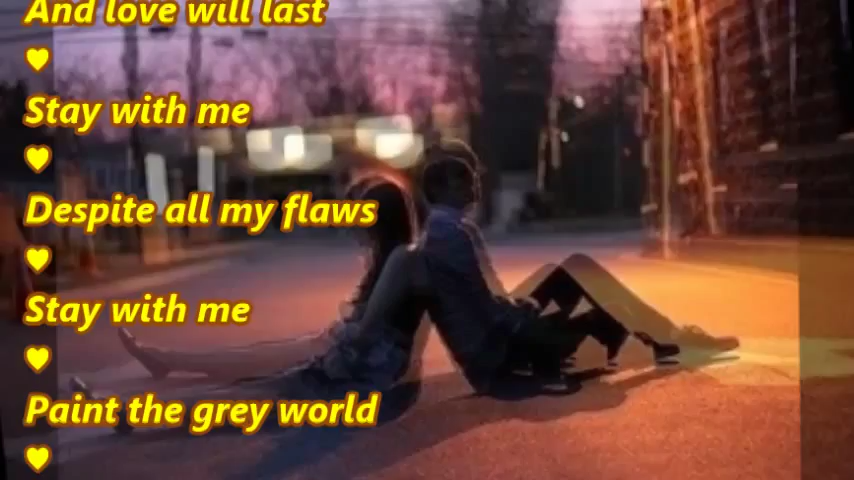 And love will last
♥
Stay with me
♥
Despite all my flaws
♥
Stay with me
♥
Paint the grey world
♥